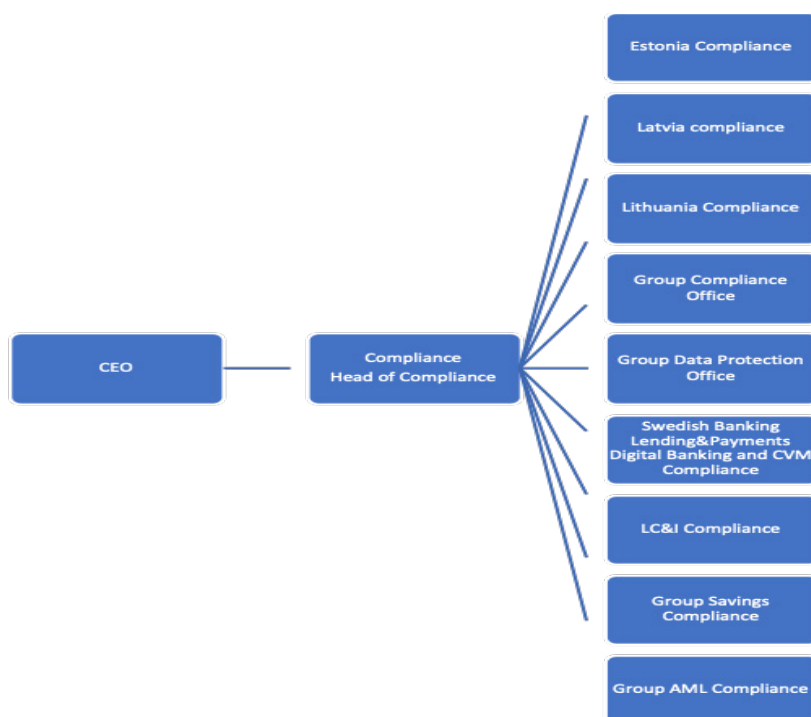 Estonia Compliance
Latvia compliance
Lithuania Compliance
Group Compliance
Office
CEO
Compliance
Head of Compliance
Group Data Protection
Office
Swedish Banking
Lending&Payments
Digital Banking and CVM
Compliance
LC&I Compliance
Group Savings
Compliance
Group AML Compliance